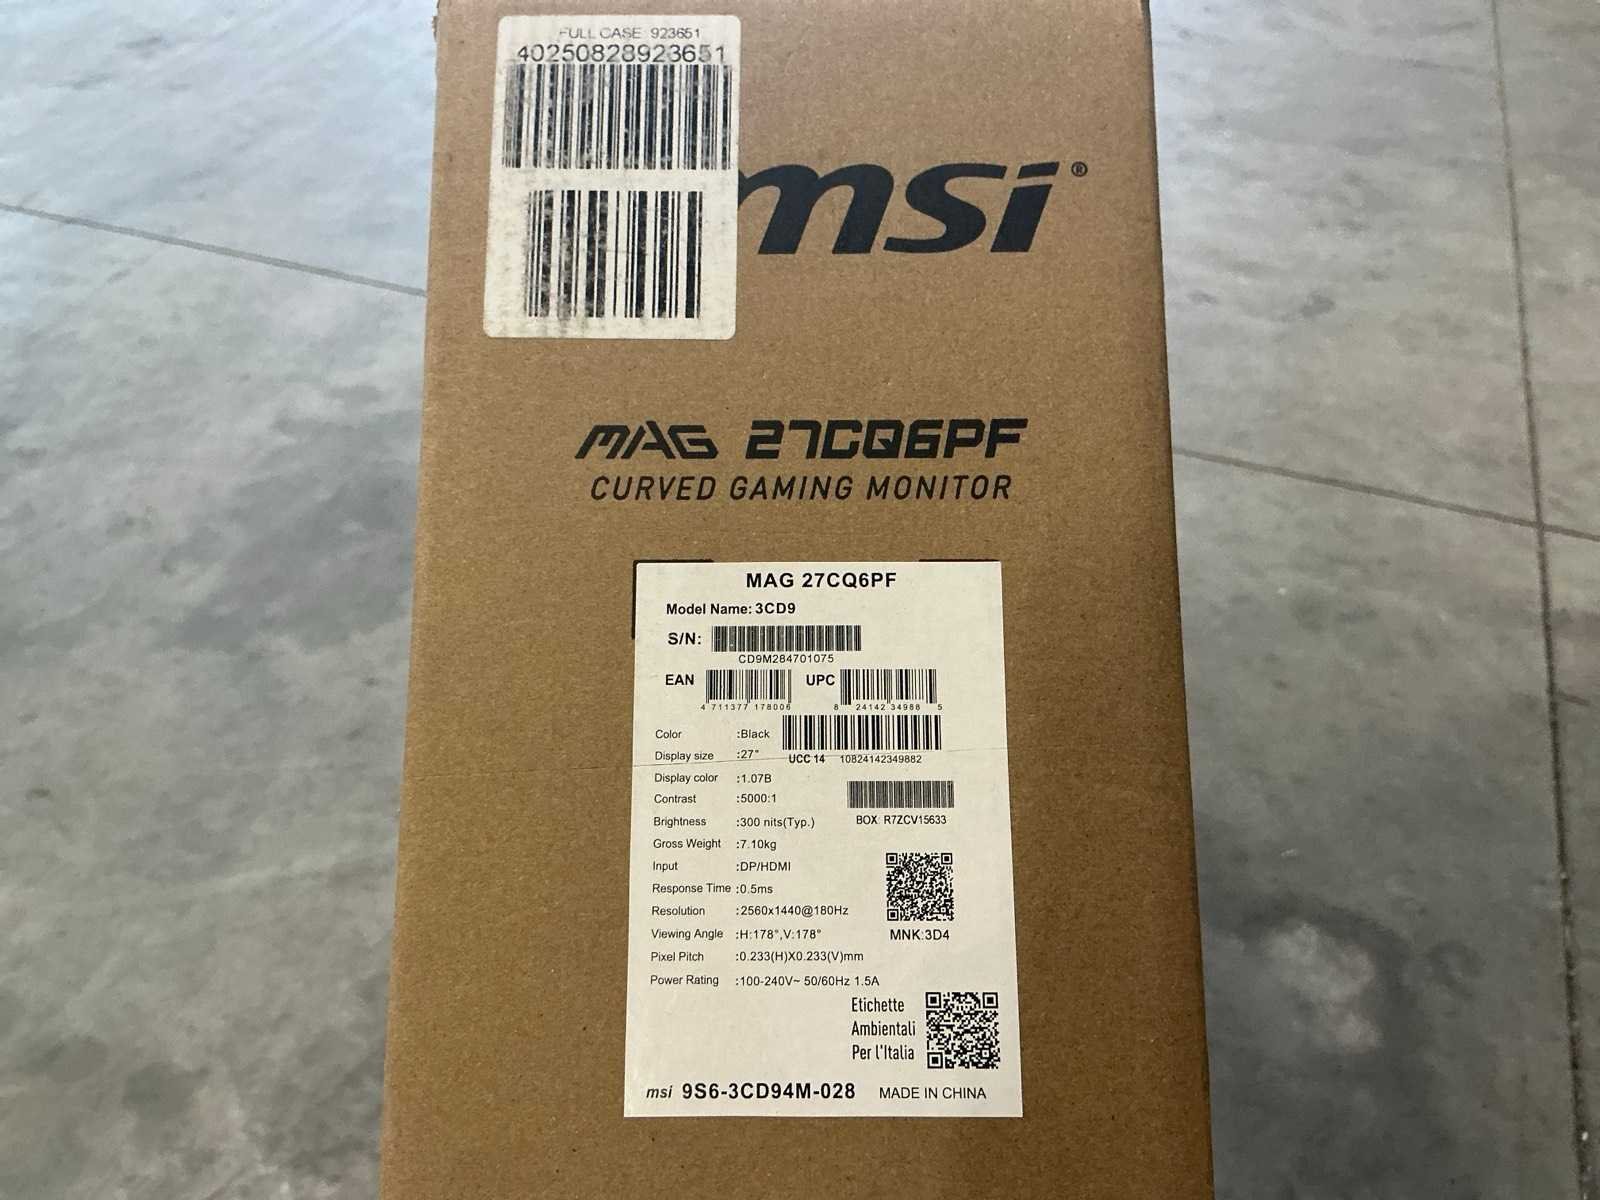 FULL CASE 923651
40250828923651
msi®
MAG 27CQ6PF
CURVED GAMING MONITOR
MAG 27CQ6PF
Model Name: 3CD9
S/N:
CD9M284701075
EAN
4 711377 178006
UPC
8 24142 34988 5
Color :Black
Display size :27"
UCC 14 10824142349882
Display color :1.07B
Contrast :5000:1
Brightness :300 nits(Typ.)
BOX: R7ZCV15633
Gross Weight :7.10kg
Input :DP/HDMI
Response Time :0.5ms
Resolution :2560x1440@180Hz
Viewing Angle :H:178°,V:178°
MNK:3D4
Pixel Pitch :0.233(H)X0.233(V)mm
Power Rating :100-240V~ 50/60Hz 1.5A
Etichette
Ambientali
Per l'Italia
msi 9S6-3CD94M-028 MADE IN CHINA